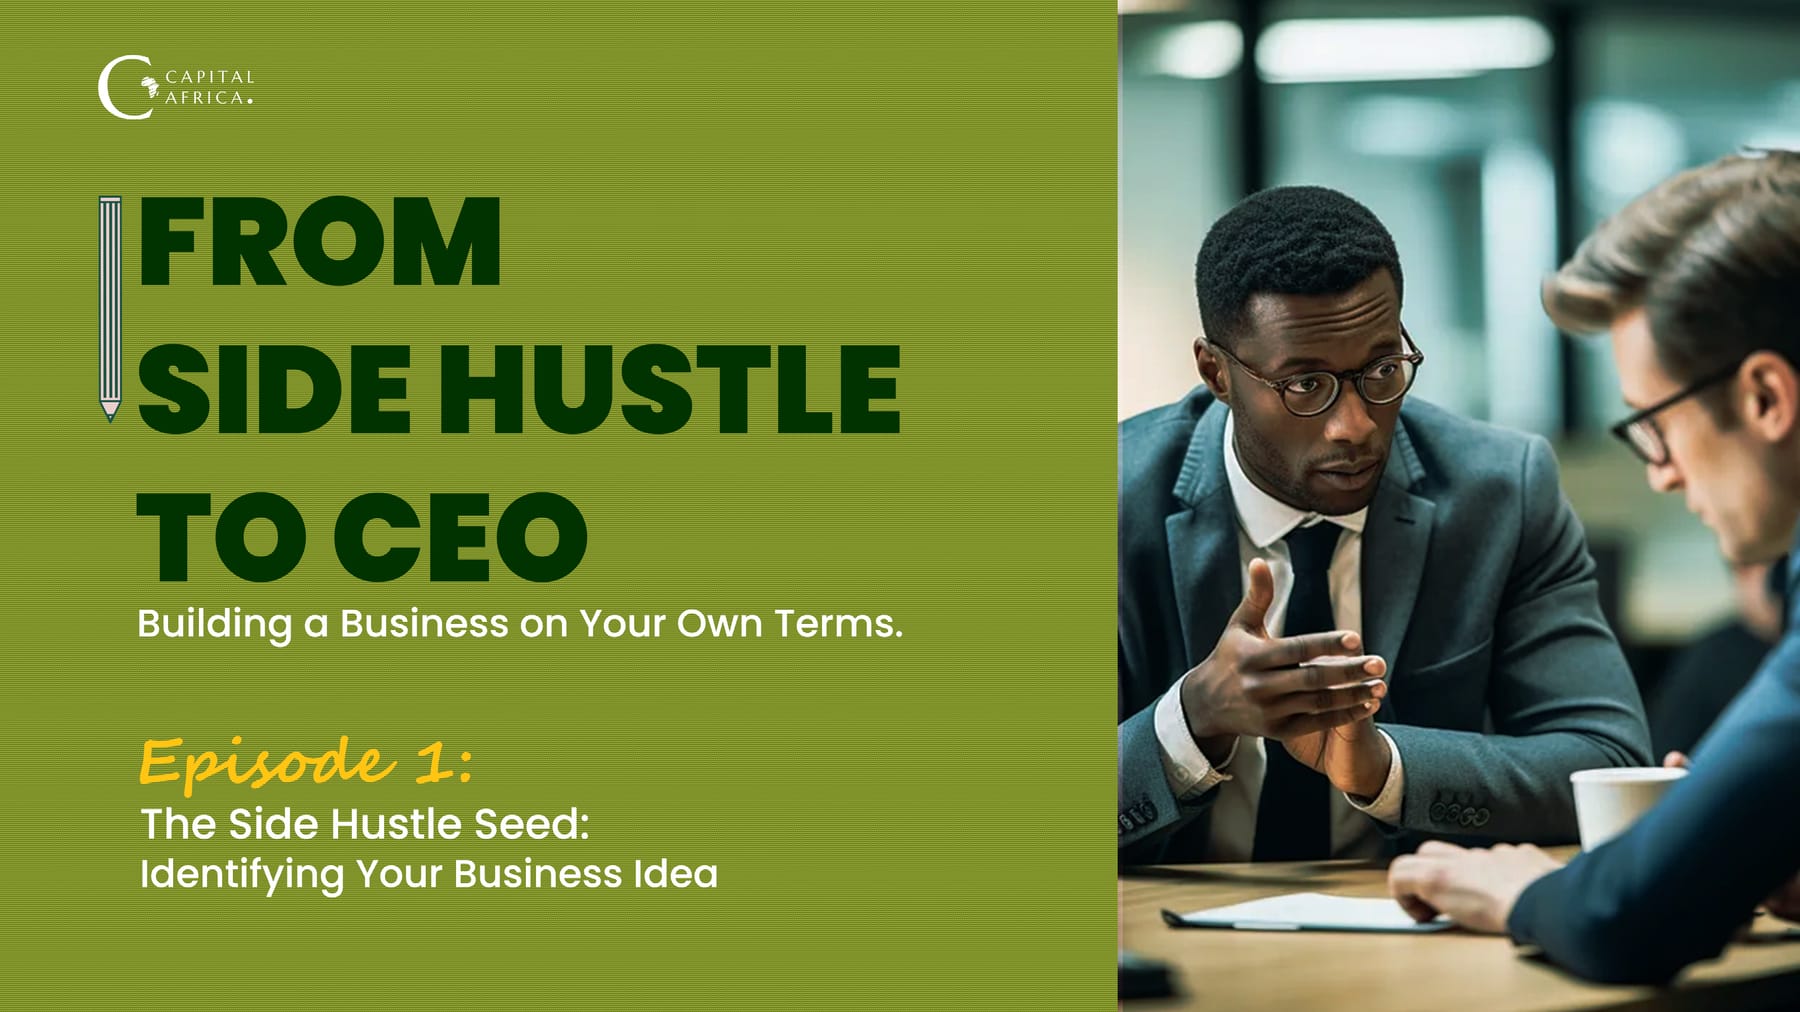 CAPITAL
AFRICA.
FROM
SIDE HUSTLE
TO CEO
Building a Business on Your Own Terms.
Episode 1:
The Side Hustle Seed:
Identifying Your Business Idea